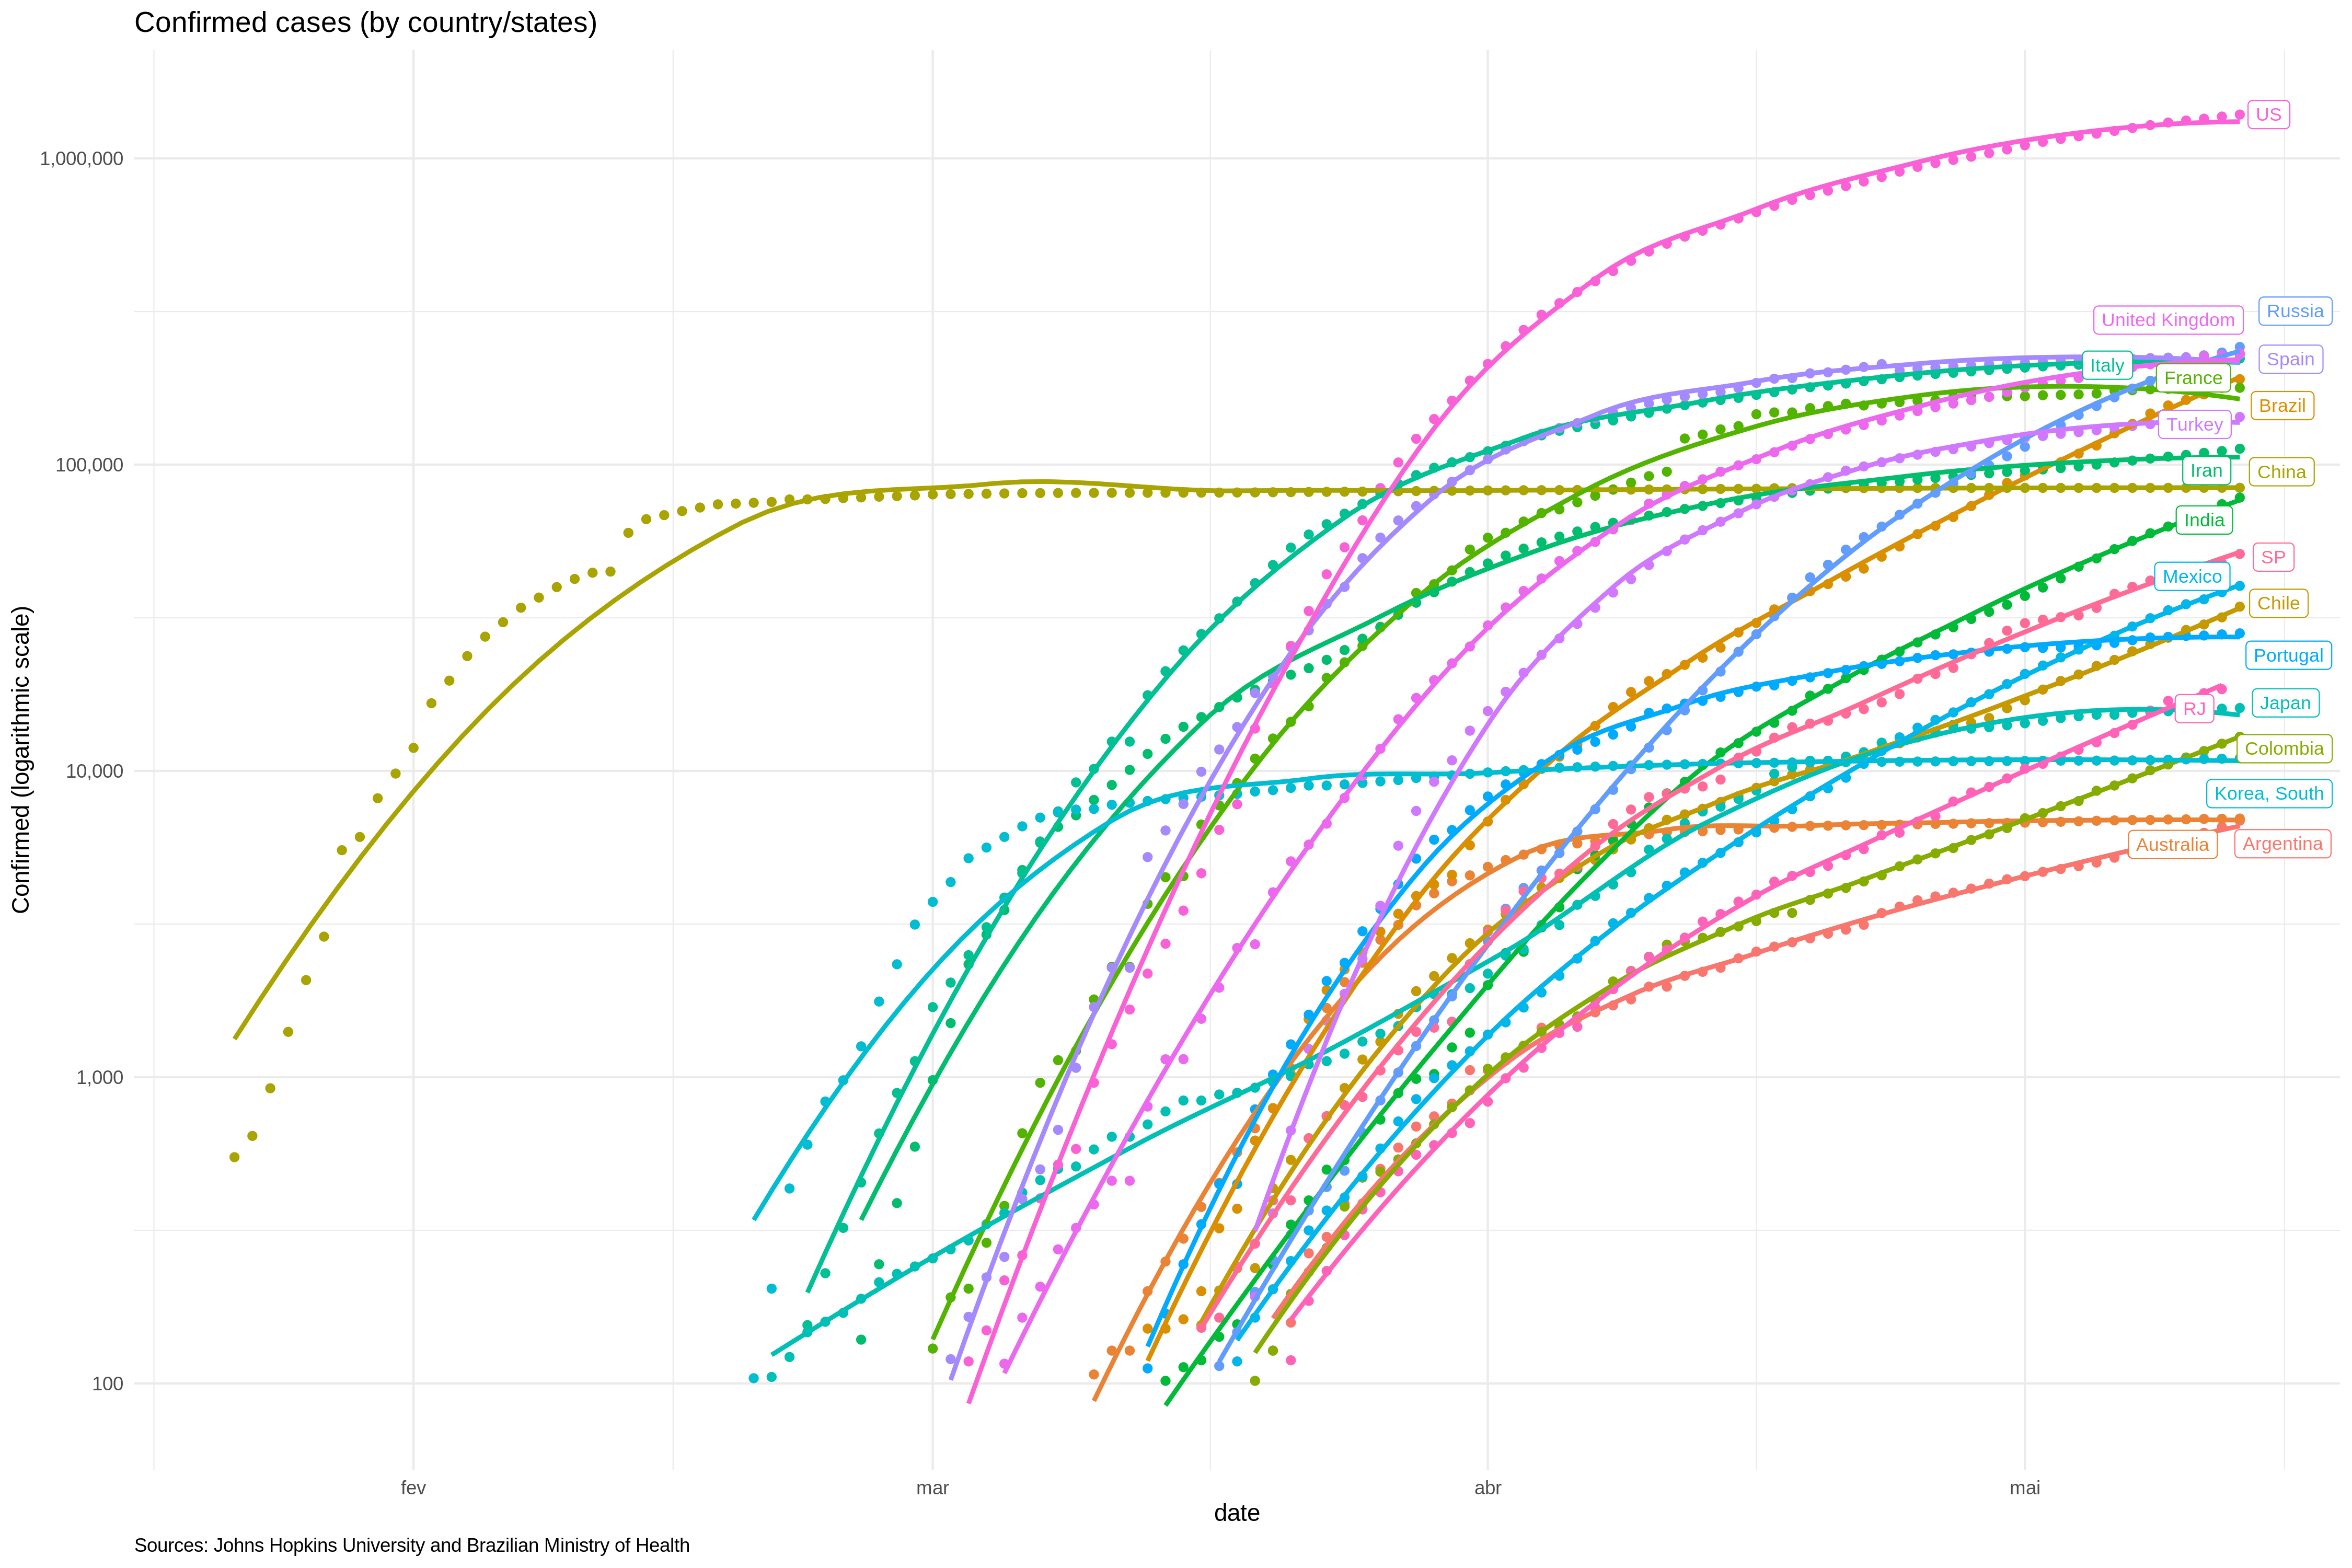 Confirmed cases (by country/states)
Confirmed (logarithmic scale)
1,000,000
100,000
10,000
1,000
100
US
Russia
United Kingdom
Spain
Italy
France
Brazil
Turkey
Iran
China
India
SP
Mexico
Chile
Portugal
Japan
RJ
Colombia
Korea, South
Australia
Argentina
fev
mar
abr
mai
date
Sources: Johns Hopkins University and Brazilian Ministry of Health